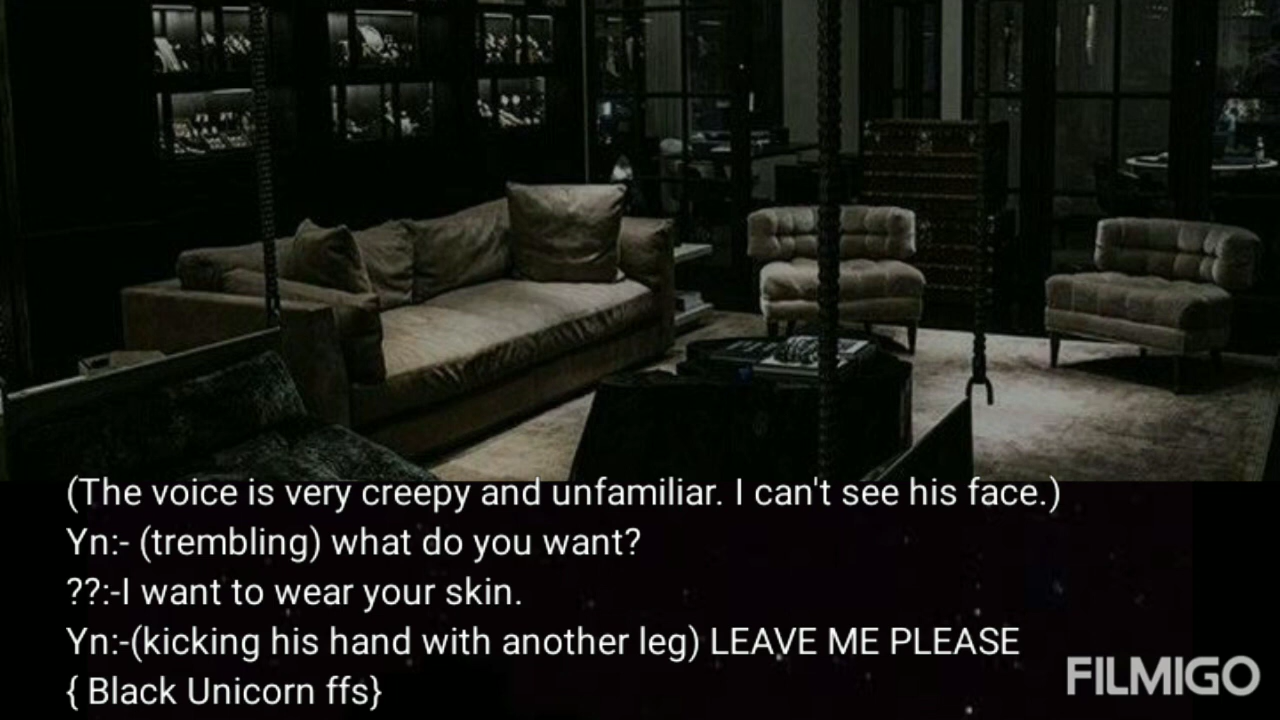 (The voice is very creepy and unfamiliar. I can't see his face.)
Yn:- (trembling) what do you want?
??:-I want to wear your skin.
Yn:-(kicking his hand with another leg) LEAVE ME PLEASE
{ Black Unicorn ffs}
FILMIGO